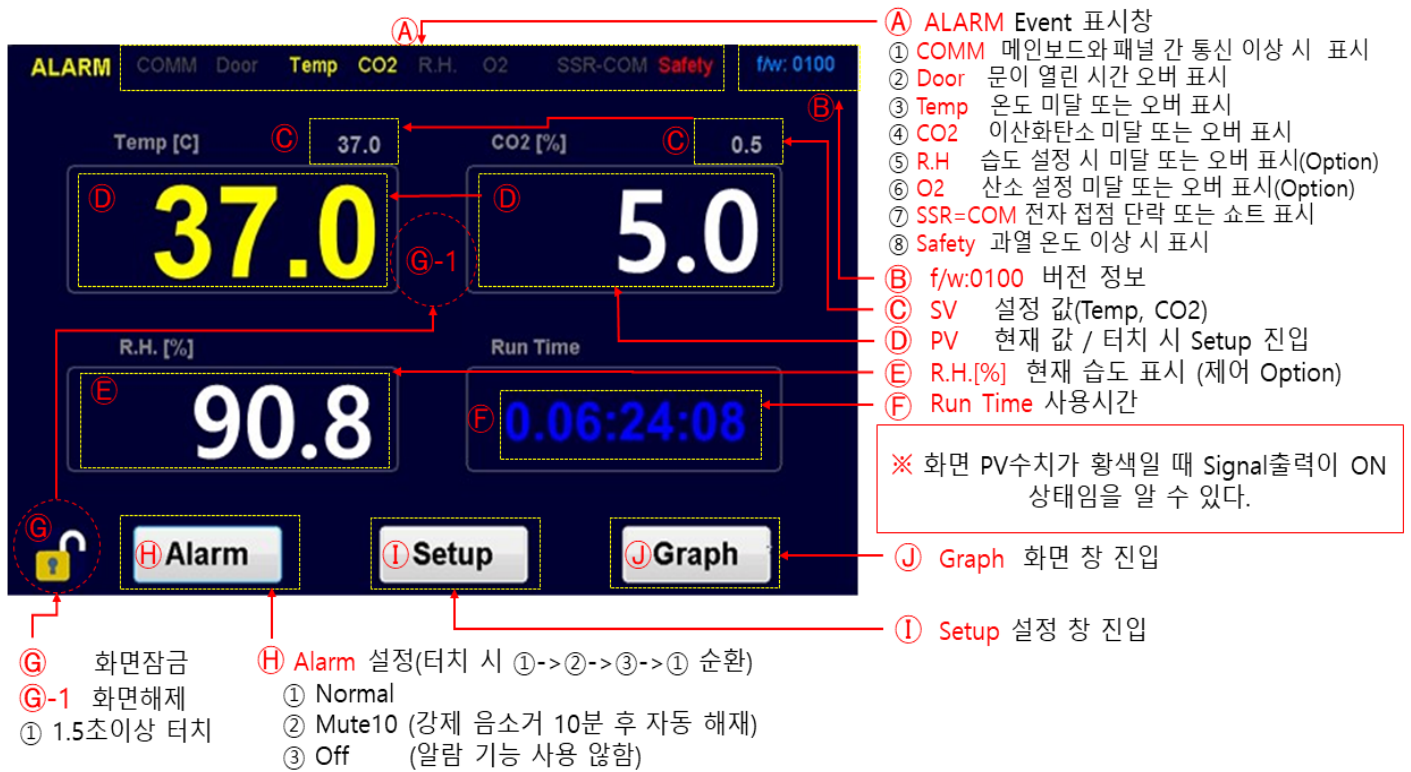 Ⓐ
Ⓐ ALARM Event 표시창
① COMM 메인보드와 패널 간 통신 이상 시 표시
② Door 문이 열린 시간 오버 표시
③ Temp 온도 미달 또는 오버 표시
④ CO2 이산화탄소 미달 또는 오버 표시
⑤ R.H 습도 설정 시 미달 또는 오버 표시(Option)
⑥ O2 산소 설정 미달 또는 오버 표시(Option)
⑦ SSR=COM 전자 접점 단락 또는 쇼트 표시
⑧ Safety 과열 온도 이상 시 표시
Ⓑ f/w:0100 버전 정보
Ⓒ SV 설정 값(Temp, CO2)
Ⓓ PV 현재 값 / 터치 시 Setup 진입
Ⓔ R.H.[%] 현재 습도 표시 (제어 Option)
Ⓕ Run Time 사용시간
※ 화면 PV수치가 황색일 때 Signal출력이 ON
상태임을 알 수 있다.
Ⓙ Graph 화면 창 진입
Ⓘ Setup 설정 창 진입
ALARM COMM Door Temp CO2 R.H. O2 SSR-COM Safety f/w: 0100
Ⓑ
Temp [C] Ⓒ 37.0 CO2 [%] Ⓒ 0.5
Ⓓ 37.0 Ⓓ 5.0
Ⓖ-1
R.H. [%] Run Time
Ⓔ 90.8 Ⓕ 0.06:24:08
Ⓖ
Ⓗ Alarm Ⓘ Setup Ⓙ Graph
Ⓖ 화면잠금
Ⓖ-1 화면해제
① 1.5초이상 터치
Ⓗ Alarm 설정(터치 시 ①->②->③->① 순환)
① Normal
② Mute10 (강제 음소거 10분 후 자동 해재)
③ Off (알람 기능 사용 않함)